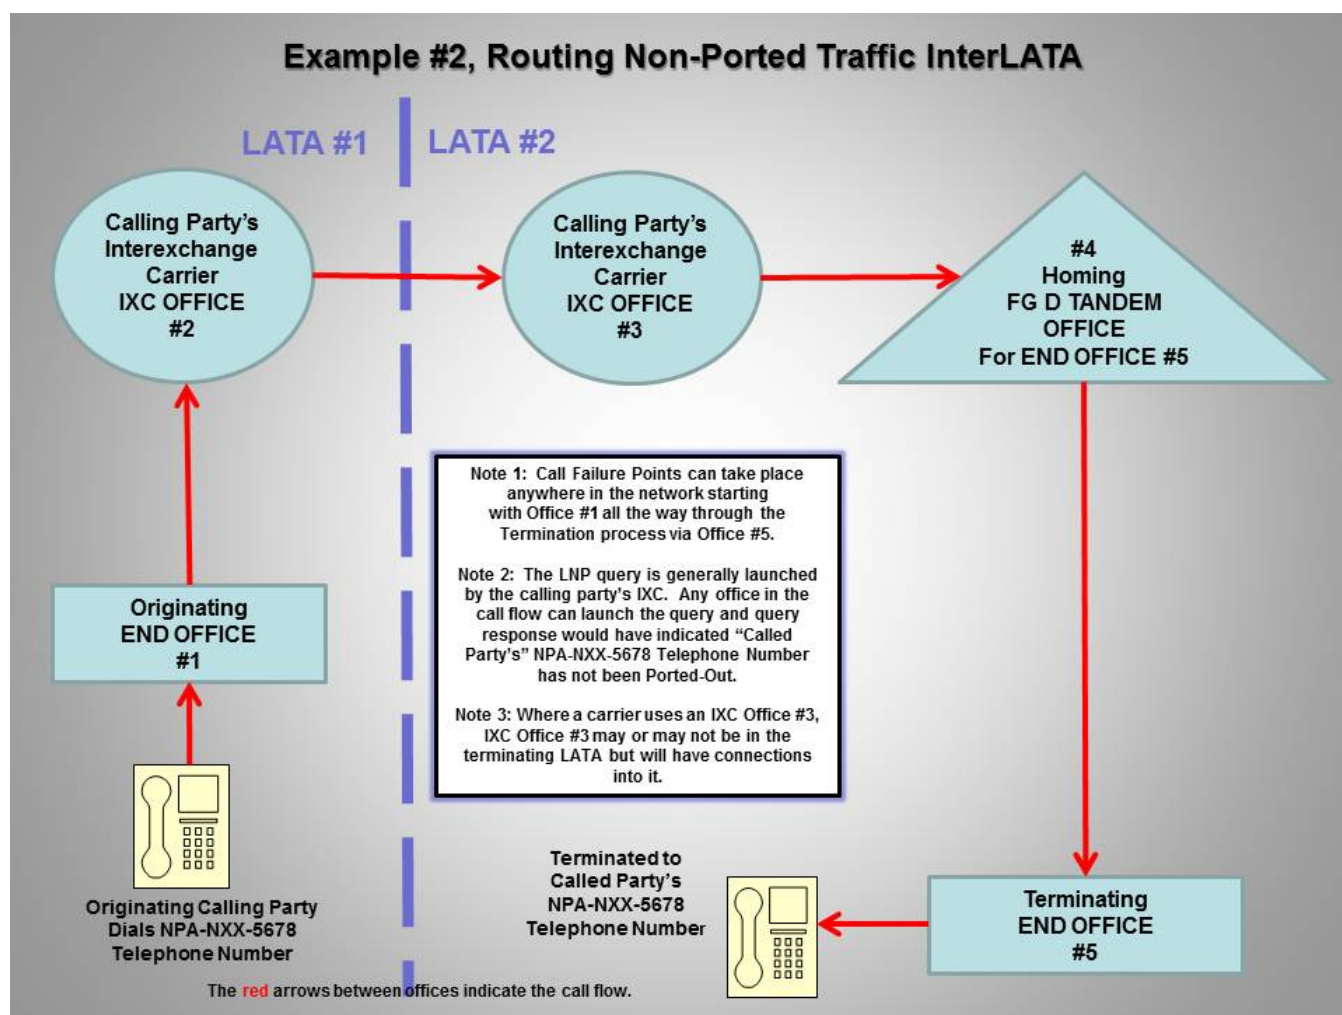 Example #2, Routing Non-Ported Traffic InterLATA
LATA #1
LATA #2
Calling Party's
Interexchange
Carrier
IXC OFFICE
#2
Calling Party's
Interexchange
Carrier
IXC OFFICE
#3
#4
Homing
FG D TANDEM
OFFICE
For END OFFICE #5
Note 1: Call Failure Points can take place
anywhere in the network starting
with Office #1 all the way through the
Termination process via Office #5.
Note 2: The LNP query is generally launched
by the calling party's IXC. Any office in the
call flow can launch the query and query
response would have indicated “Called
Party's” NPA-NXX-5678 Telephone Number
has not been Ported-Out.
Note 3: Where a carrier uses an IXC Office #3,
IXC Office #3 may or may not be in the
terminating LATA but will have connections
into it.
Originating
END OFFICE
#1
Originating Calling Party
Dials NPA-NXX-5678
Telephone Number
Terminated to
Called Party's
NPA-NXX-5678
Telephone Number
Terminating
END OFFICE
#5
The red arrows between offices indicate the call flow.